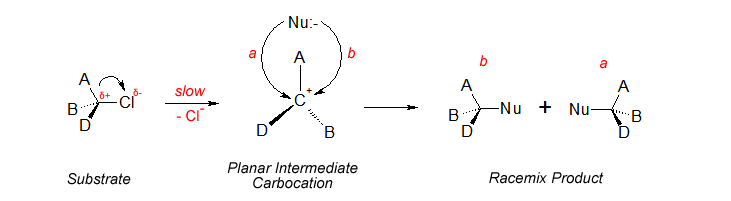 Nu:-
a
b
A
C+
D
B
A
δ+
Cl δ-
B
D
slow
- Cl-
b
A
B
Nu
D
+
a
A
Nu
B
D
Substrate
Planar Intermediate
Carbocation
Racemix Product